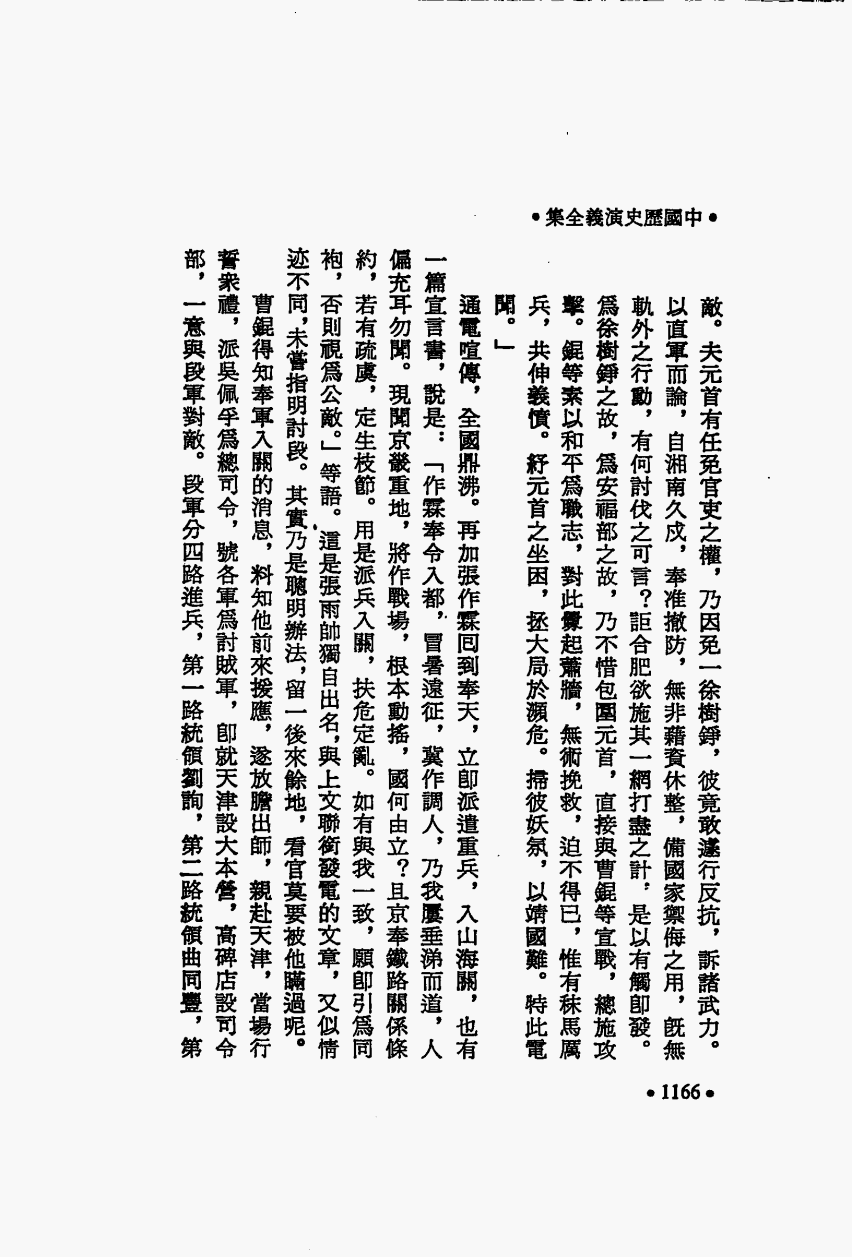 •中國歷史演義全集•
敵。夫元首有任免官吏之權，乃因免一徐樹錚，彼竟敢遽行反抗，訴諸武力。
以直軍而論，自湘南久戍，奉准撤防，無非藉資休整，備國家禦侮之用，旣無
軌外之行動，有何討伐之可言？詎合肥欲施其一網打盡之計，是以有觸卽發。
爲徐樹錚之故，爲安福部之故，乃不惜包圍元首，直接與曹錕等宣戰，總施攻
擊。錕等素以和平爲職志，對此釁起蕭牆，無術挽救，迫不得已，惟有秣馬厲
兵，共伸義憤。紓元首之坐困，拯大局於瀕危。掃彼妖氛，以靖國難。特此電
聞。」
通電喧傳，全國鼎沸。再加張作霖回到奉天，立卽派遣重兵，入山海關，也有
一篇宣言書，說是：「作霖奉令入都，冒暑遠征，冀作調人，乃我屢垂涕而道，人
偏充耳勿聞。現聞京畿重地，將作戰場，根本動搖，國何由立？且京奉鐵路關係條
約，若有疏虞，定生枝節。用是派兵入關，扶危定亂。如有與我一致，願卽引爲同
袍，否則視爲公敵。」等語。這是張雨帥獨自出名，與上文聯銜發電的文章，又似情
迹不同，未嘗指明討段。其實乃是聰明辦法，留一後來餘地，看官莫要被他瞞過呢。
曹錕得知奉軍入關的消息，料知他前來援應，遂放膽出師，親赴天津，當場行
誓衆禮，派吳佩孚爲總司令，號各軍爲討賊軍，卽就天津設大本營，高碑店設司令
部，一意與段軍對敵。段軍分四路進兵，第一路統領劉詢，第二路統領曲同豐，第
•1166•